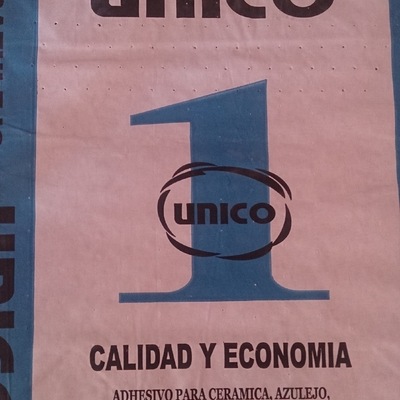 UNICO
1
UNICO
CALIDAD Y ECONOMIA
ADHESIVO PARA CERAMICA, AZULEJO,